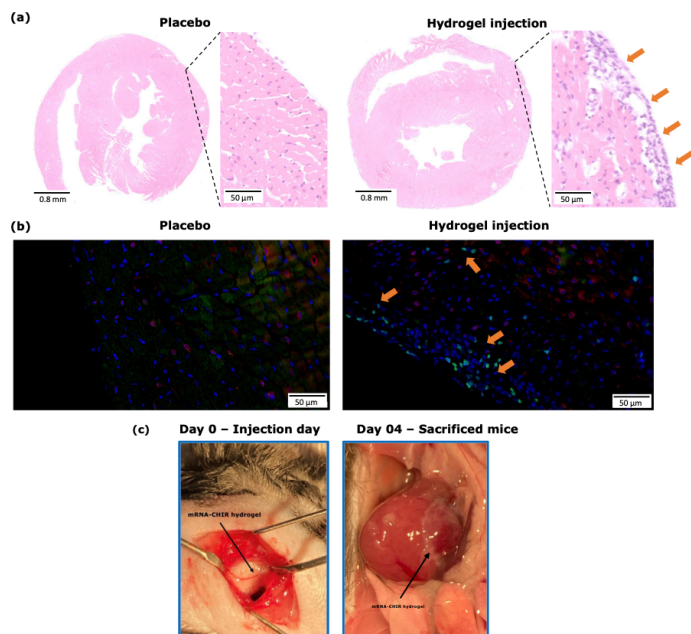 (a)
Placebo
Hydrogel injection
0.8 mm
50 µm
0.8 mm
50 µm
(b)
Placebo
Hydrogel injection
50 µm
50 µm
(c)
Day 0 – Injection day
Day 04 – Sacrificed mice
mRNA-CHIR hydrogel
mRNA-CHIR hydrogel